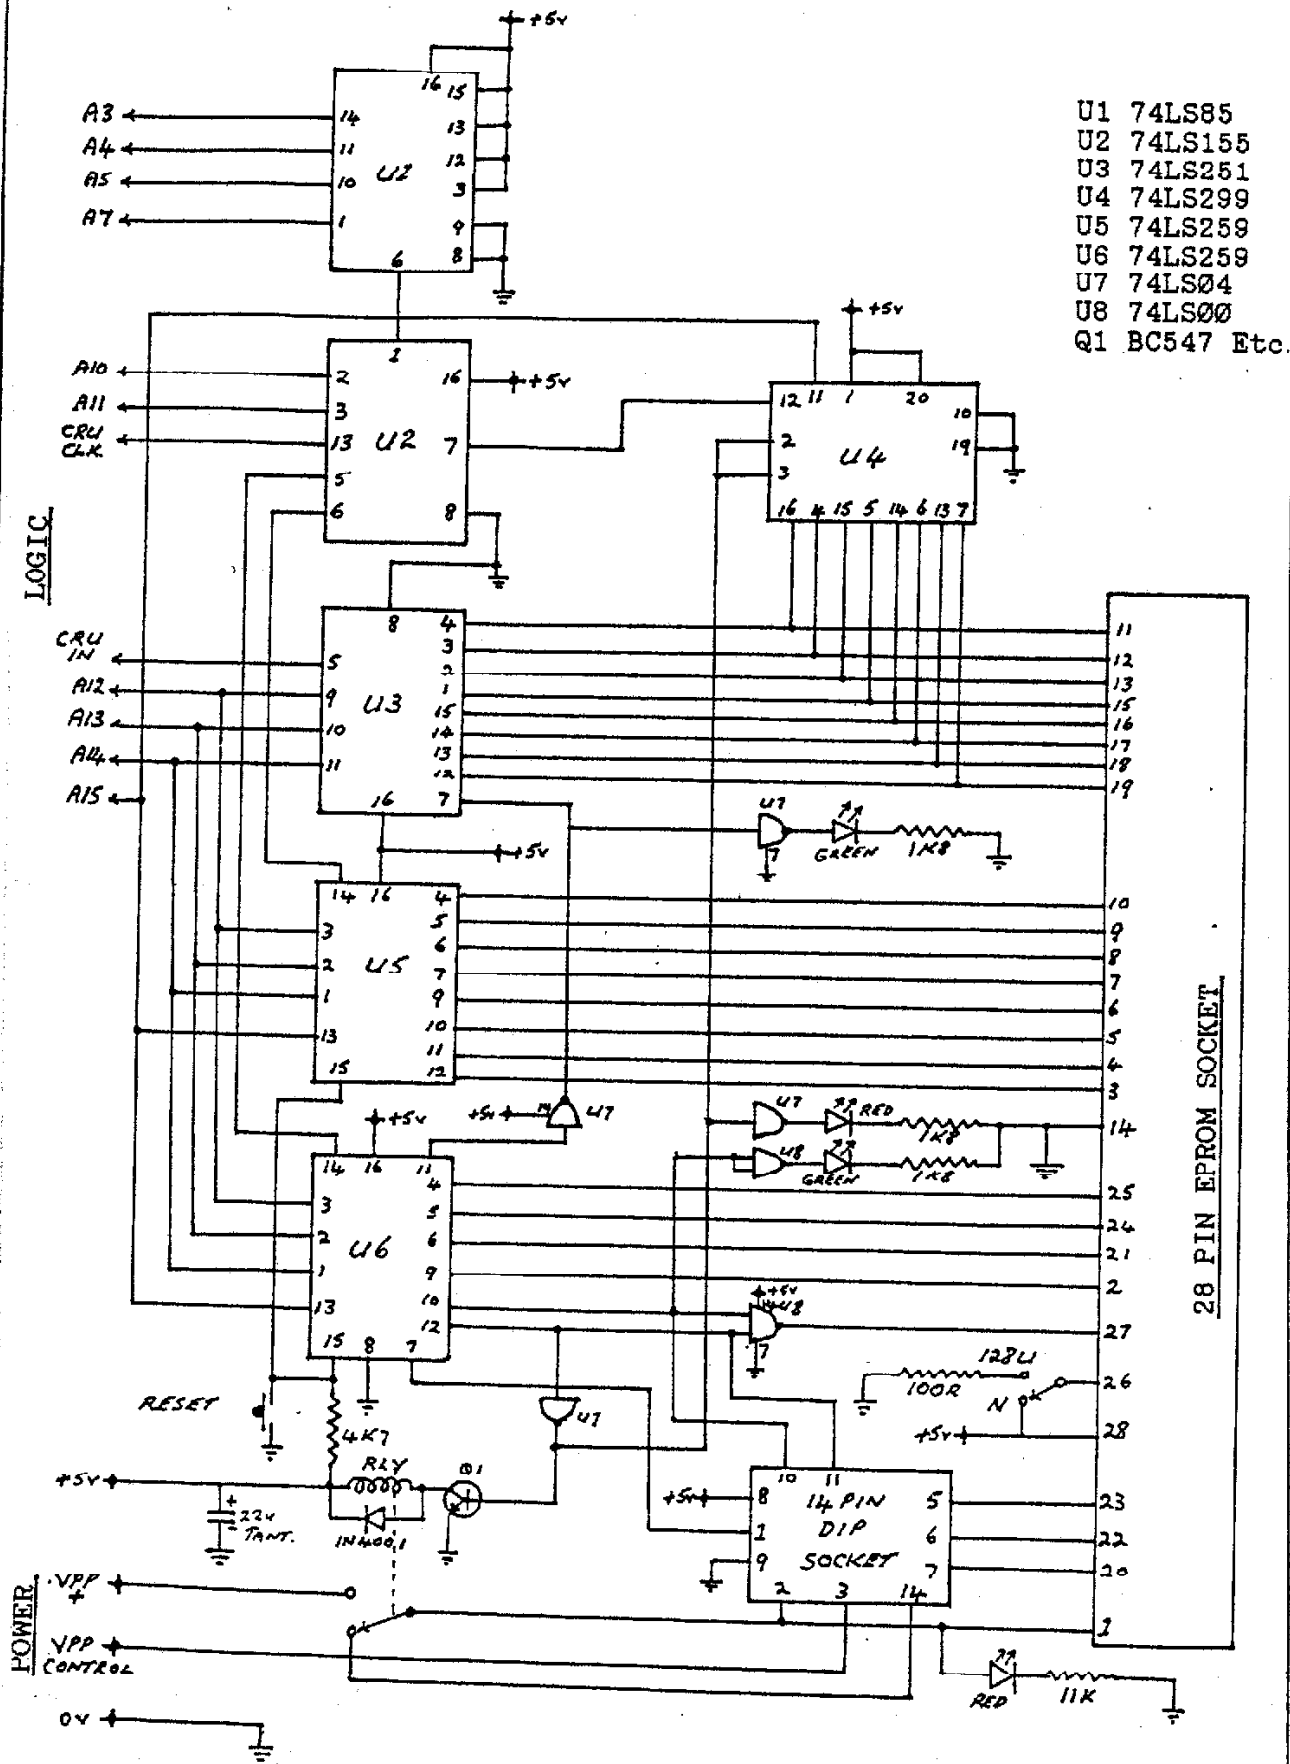 +5v
16
15
A3
14
13
A4
11
U2
12
A5
10
3
A7
1
9
6
8
U1 74LS85
U2 74LS155
U3 74LS251
U4 74LS299
U5 74LS259
U6 74LS259
U7 74LSØ4
U8 74LSØØ
Q1 BC547 Etc.
+5v
1
A10
2
16
+5v
A11
3
CRU
CLK
13
U2
7
5
6
8
12
11
1
20
10
2
U4
19
3
16 4 15 5 14 6 13 7
LOGIC
8
4
3
CRU
IN
5
2
A12
9
U3
1
15
A13
10
14
A14
11
13
12
A15
16
7
11
12
13
15
16
17
18
19
U7
7
GREEN
1K8
+5v
14
16
4
3
5
2
U5
6
1
7
9
13
10
11
15
12
10
9
8
7
6
5
4
3
28 PIN EPROM SOCKET
+5v
14
U7
+5v
U7
RED
1K8
14
U8
GREEN
1K8
14
16
11
4
3
5
2
U6
6
1
9
13
10
12
15
8
7
25
24
21
2
+5v
14
U8
7
27
128U
100R
26
N
+5v
28
RESET
4K7
U7
+5v
RLY
Q1
+
22u
TANT.
1N4001
10
11
+5v
8
14 PIN
5
23
1
DIP
6
22
9
SOCKET
7
20
2
3
14
1
POWER
VPP
+
VPP
CONTROL
RED
11K
0v